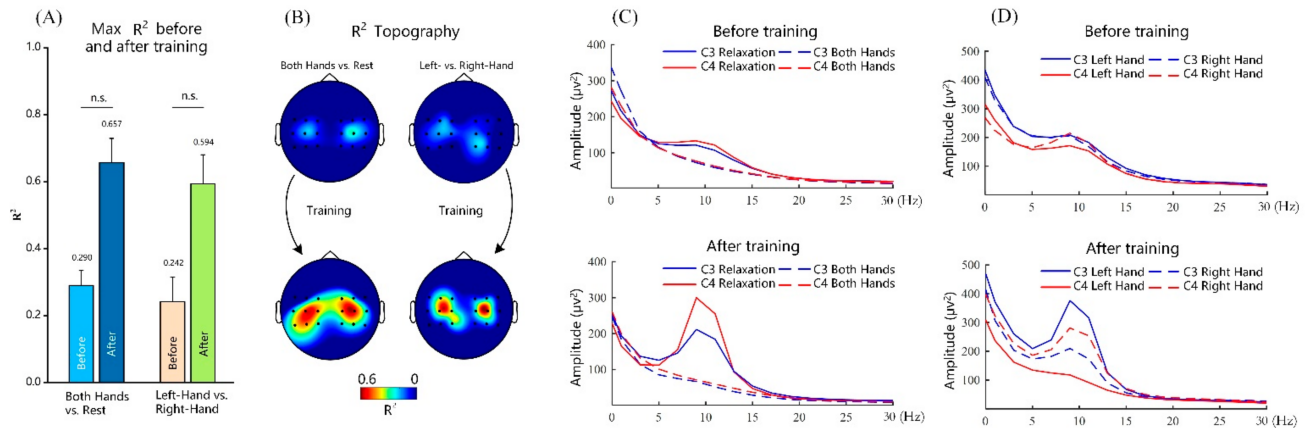 (A)
Max R² before
and after training
1.0
0.8
0.6
0.4
0.2
0.0
R²
n.s.
n.s.
0.290
0.657
0.242
0.594
Before
After
Before
After
Both Hands
vs. Rest
Left-Hand vs.
Right-Hand
(B)
R² Topography
Both Hands vs. Rest
Left- vs. Right-Hand
Training
Training
0.6
0
R²
(C)
Before training
C3 Relaxation
C3 Both Hands
C4 Relaxation
C4 Both Hands
Amplitude (μv²)
400
300
200
100
0
5
10
15
20
25
30 (Hz)
After training
C3 Relaxation
C3 Both Hands
C4 Relaxation
C4 Both Hands
Amplitude (μv²)
400
300
200
100
0
5
10
15
20
25
30 (Hz)
(D)
Before training
C3 Left Hand
C3 Right Hand
C4 Left Hand
C4 Right Hand
Amplitude (μv²)
500
400
300
200
100
0
5
10
15
20
25
30 (Hz)
After training
C3 Left Hand
C3 Right Hand
C4 Left Hand
C4 Right Hand
Amplitude (μv²)
500
400
300
200
100
0
5
10
15
20
25
30 (Hz)